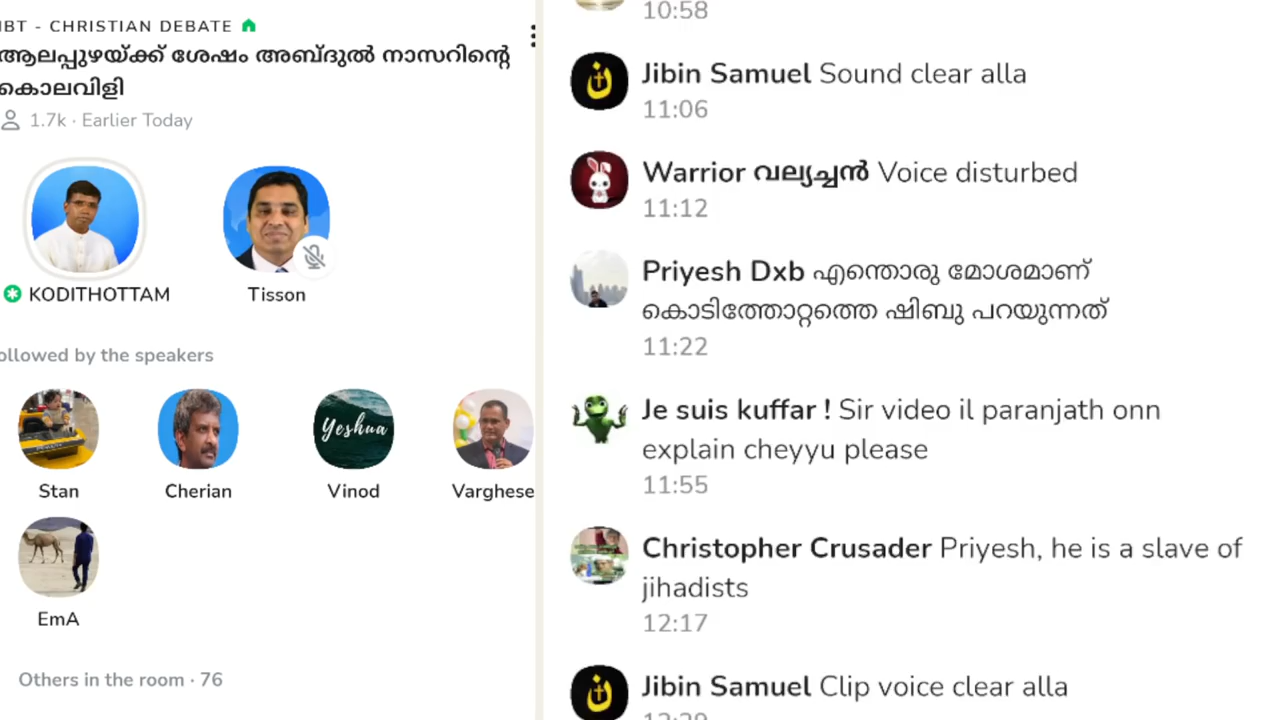 IBT - CHRISTIAN DEBATE
ആലപ്പുഴയ്ക്ക് ശേഷം അബ്ദുൽ നാസറിന്റെ
കൊലവിളി
1.7k · Earlier Today
KODITHOTTAM
Tisson
ollowed by the speakers
Yeshua
Stan
Cherian
Vinod
Varghese
EmA
Others in the room · 76
10:58
Jibin Samuel Sound clear alla
11:06
Warrior വല്യച്ചൻ Voice disturbed
11:12
Priyesh Dxb എന്തൊരു മോശമാണ്
കൊടിത്തോറ്റത്തെ ഷിബു പറയുന്നത്
11:22
Je suis kuffar ! Sir video il paranjath onn
explain cheyyu please
11:55
Christopher Crusader Priyesh, he is a slave of
jihadists
12:17
Jibin Samuel Clip voice clear alla